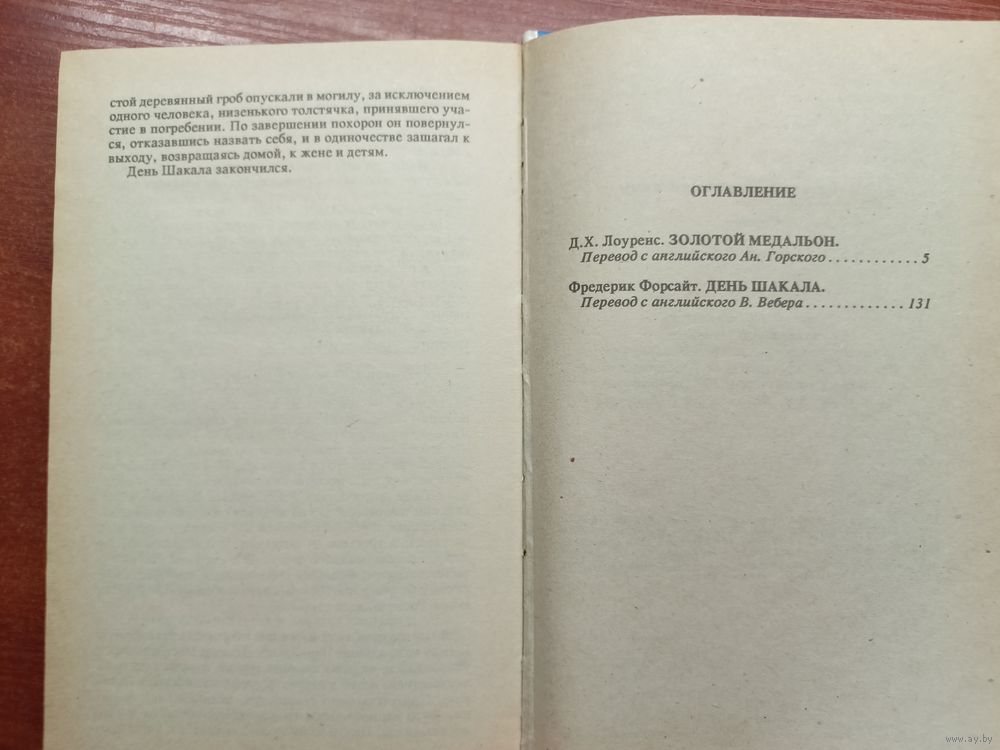 стой деревянный гроб опускали в могилу, за исключением
одного человека, низенького толстячка, принявшего уча-
стие в погребении. По завершении похорон он повернул-
ся, отказавшись назвать себя, и в одиночестве зашагал к
выходу, возвращаясь домой, к жене и детям.
День Шакала закончился.
ОГЛАВЛЕНИЕ
Д.Х. Лоуренс. ЗОЛОТОЙ МЕДАЛЬОН.
Перевод с английского Ан. Горского . . . . . . . . . . . . 5
Фредерик Форсайт. ДЕНЬ ШАКАЛА.
Перевод с английского В. Вебера . . . . . . . . . . . . . 131
www.ay.by